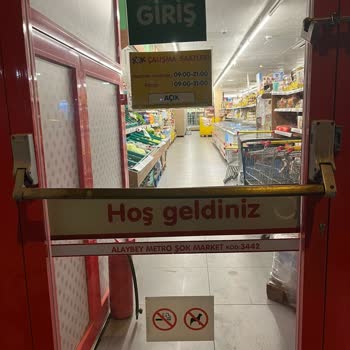 GİRİŞ
ŞOK ÇALIŞMA SAATLERİ
09:00-21:00
09:00-21:00
AÇIK
Hoş geldiniz
ALAYBEY METRO ŞOK MARKET KOD:3442